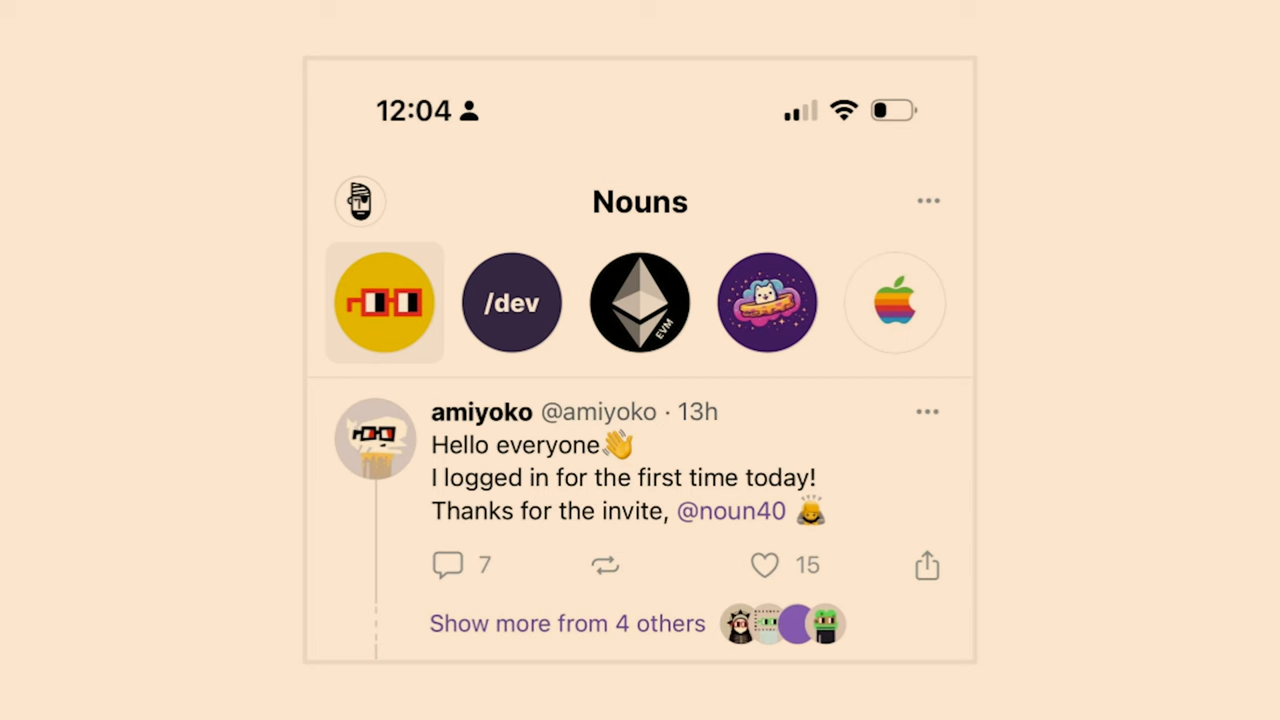 12:04
Nouns
/dev
EVM
amiyoko @amiyoko · 13h
Hello everyone👋
I logged in for the first time today!
Thanks for the invite, @noun40 🙇
7
15
Show more from 4 others